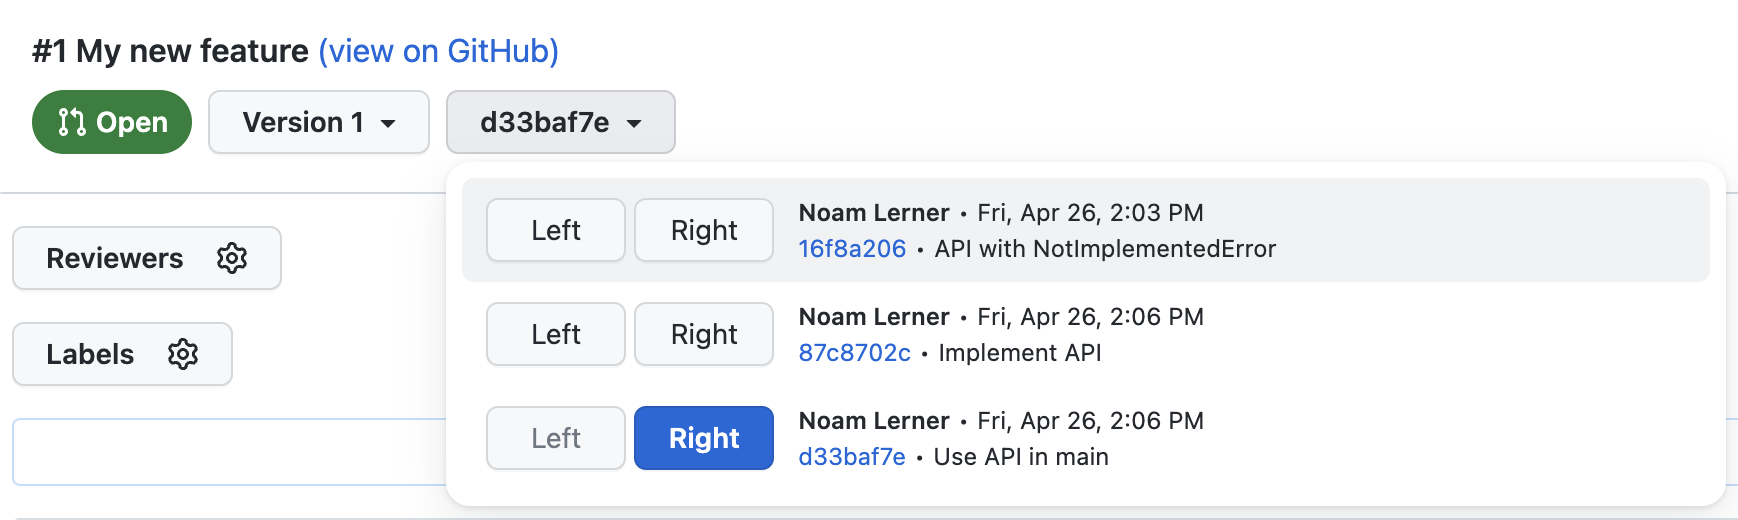 #1 My new feature (view on GitHub)
Open Version 1 d33baf7e
Reviewers
Labels
Left Right Noam Lerner • Fri, Apr 26, 2:03 PM
16f8a206 • API with NotImplementedError
Left Right Noam Lerner • Fri, Apr 26, 2:06 PM
87c8702c • Implement API
Left Right Noam Lerner • Fri, Apr 26, 2:06 PM
d33baf7e • Use API in main